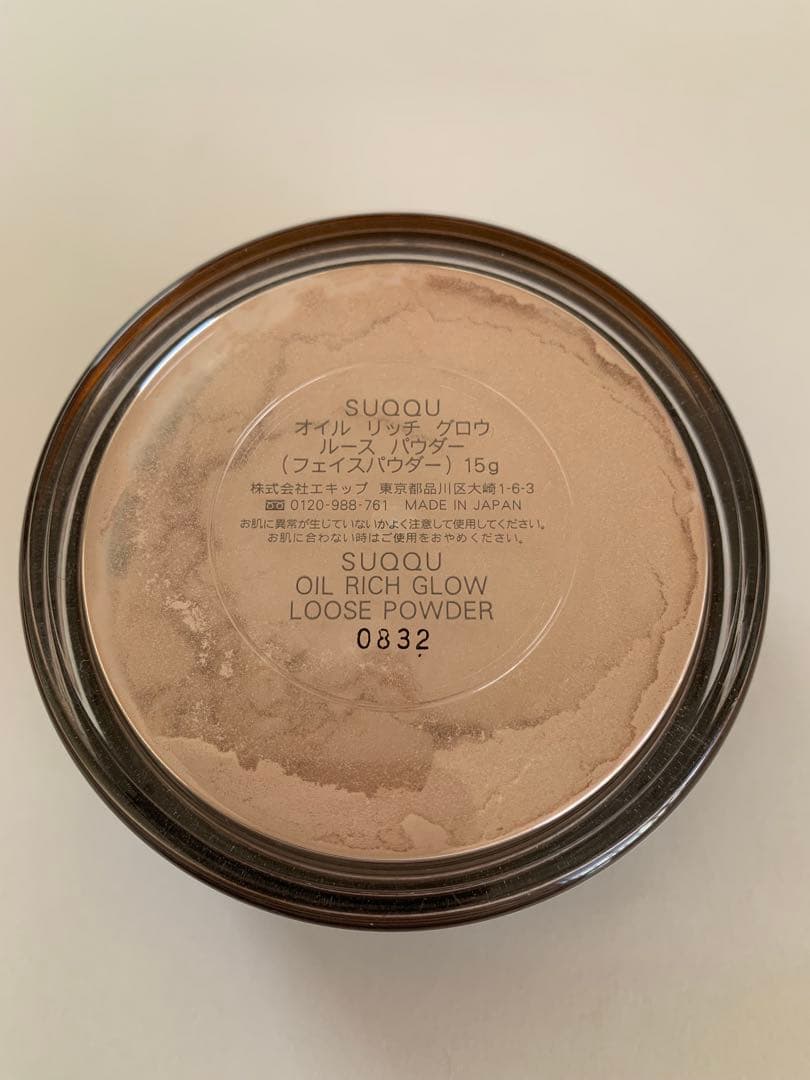 SUQQU
オイル リッチ グロウ
ルース パウダー
(フェイスパウダー) 15g
株式会社エキップ 東京都品川区大崎1-6-3
0120-988-761 MADE IN JAPAN
お肌に異常が生じていないかよく注意して使用してください。
お肌に合わない時はご使用をおやめください。
SUQQU
OIL RICH GLOW
LOOSE POWDER
0832